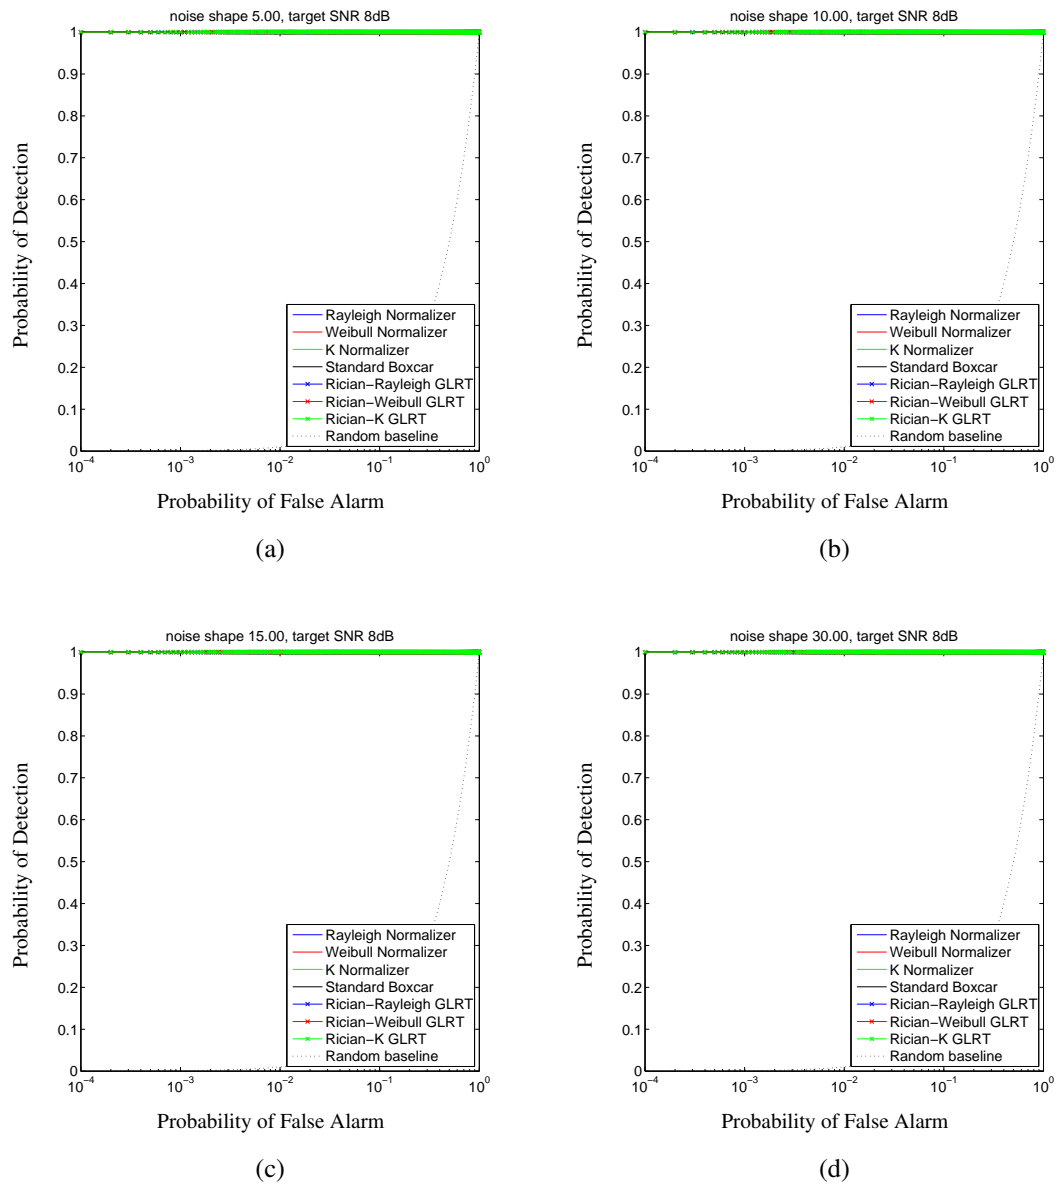 noise shape 5.00, target SNR 8dB
1
0.9
0.8
0.7
0.6
0.5
0.4
0.3
0.2
0.1
0
Probability of Detection
Rayleigh Normalizer
Weibull Normalizer
K Normalizer
Standard Boxcar
Rician−Rayleigh GLRT
Rician−Weibull GLRT
Rician−K GLRT
Random baseline
10−4 10−3 10−2 10−1 100
Probability of False Alarm
(a)
noise shape 10.00, target SNR 8dB
1
0.9
0.8
0.7
0.6
0.5
0.4
0.3
0.2
0.1
0
Probability of Detection
Rayleigh Normalizer
Weibull Normalizer
K Normalizer
Standard Boxcar
Rician−Rayleigh GLRT
Rician−Weibull GLRT
Rician−K GLRT
Random baseline
10−4 10−3 10−2 10−1 100
Probability of False Alarm
(b)
noise shape 15.00, target SNR 8dB
1
0.9
0.8
0.7
0.6
0.5
0.4
0.3
0.2
0.1
0
Probability of Detection
Rayleigh Normalizer
Weibull Normalizer
K Normalizer
Standard Boxcar
Rician−Rayleigh GLRT
Rician−Weibull GLRT
Rician−K GLRT
Random baseline
10−4 10−3 10−2 10−1 100
Probability of False Alarm
(c)
noise shape 30.00, target SNR 8dB
1
0.9
0.8
0.7
0.6
0.5
0.4
0.3
0.2
0.1
0
Probability of Detection
Rayleigh Normalizer
Weibull Normalizer
K Normalizer
Standard Boxcar
Rician−Rayleigh GLRT
Rician−Weibull GLRT
Rician−K GLRT
Random baseline
10−4 10−3 10−2 10−1 100
Probability of False Alarm
(d)